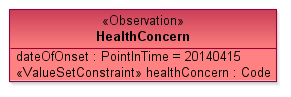 «Observation»
HealthConcern
dateOfOnset : PointInTime = 20140415
«ValueSetConstraint» healthConcern : Code